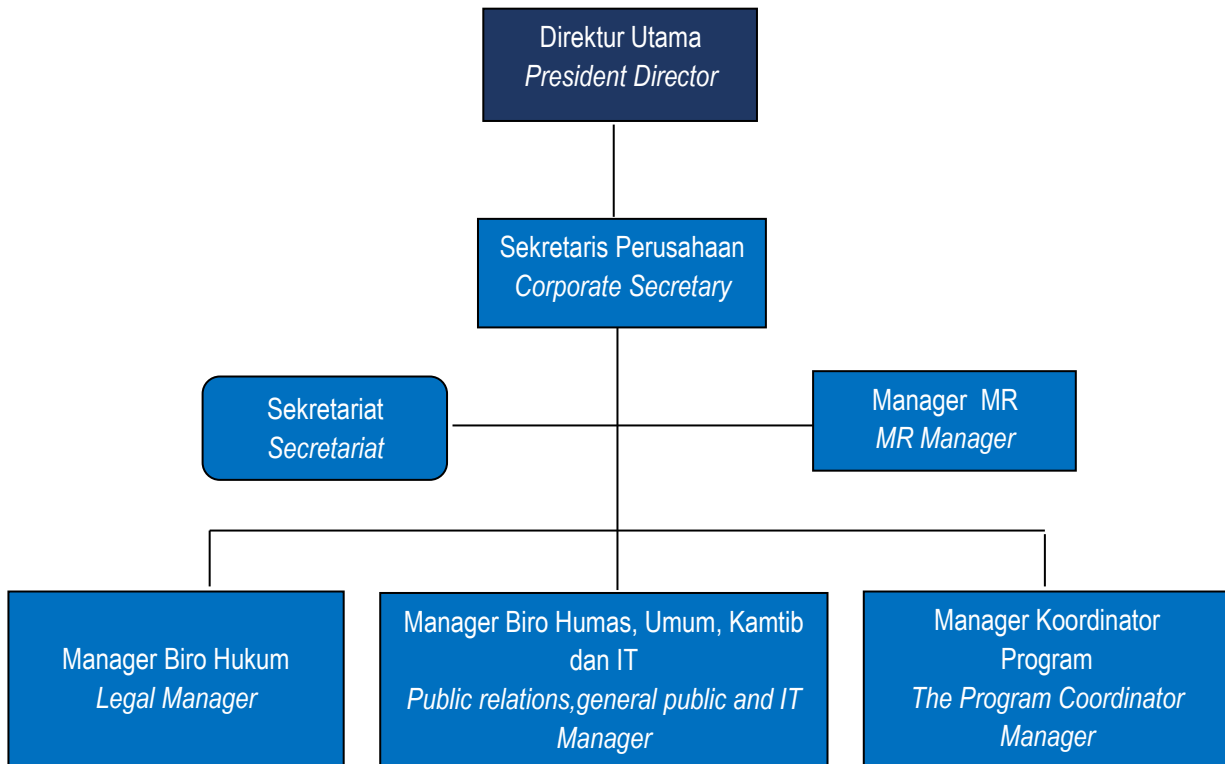 Direktur Utama
President Director
Sekretaris Perusahaan
Corporate Secretary
Sekretariat
Secretariat
Manager  MR
MR Manager
Manager Biro Hukum
Legal Manager
Manager Biro Humas, Umum, Kamtib
dan IT
Public relations,general public and IT
Manager
Manager Koordinator
Program
The Program Coordinator
Manager